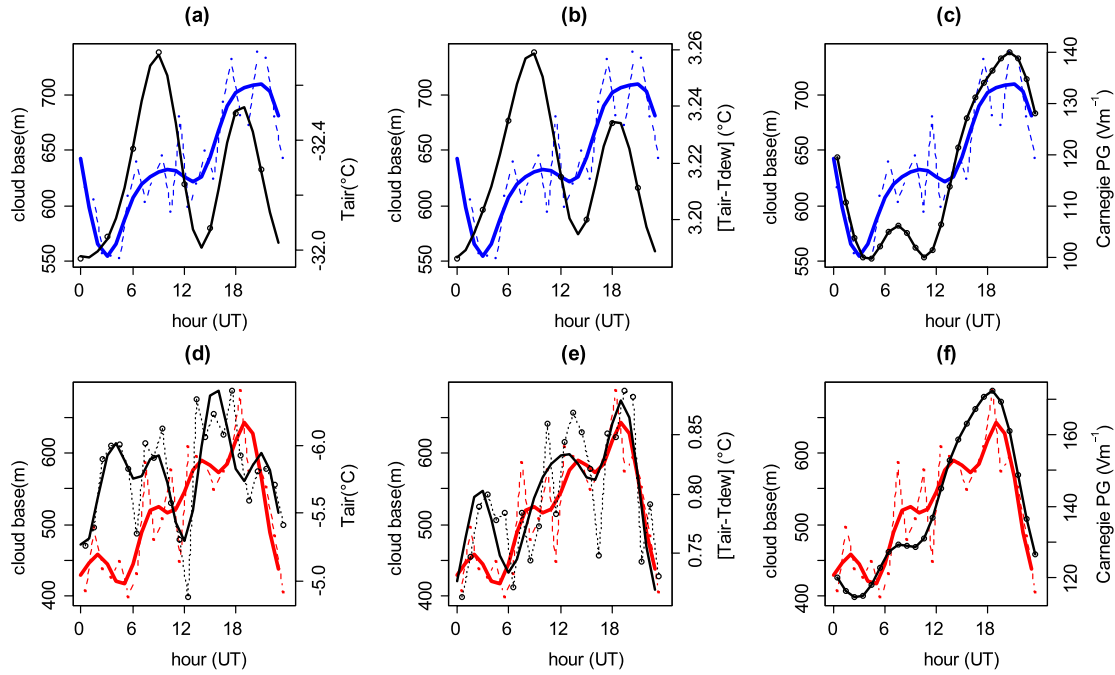 (a)
cloud base(m)
550 600 650 700
0 6 12 18
hour (UT)
-32.4 -32.0
Tair(°C)
(b)
cloud base(m)
550 600 650 700
0 6 12 18
hour (UT)
3.20 3.22 3.24 3.26
[Tair-Tdew] (°C)
(c)
cloud base(m)
550 600 650 700
0 6 12 18
hour (UT)
100 110 120 130 140
Carnegie PG (Vm⁻¹)
(d)
cloud base(m)
400 500 600
0 6 12 18
hour (UT)
-6.0 -5.5 -5.0
Tair(°C)
(e)
cloud base(m)
400 500 600
0 6 12 18
hour (UT)
0.75 0.80 0.85
[Tair-Tdew] (°C)
(f)
cloud base(m)
400 500 600
0 6 12 18
hour (UT)
120 140 160
Carnegie PG (Vm⁻¹)